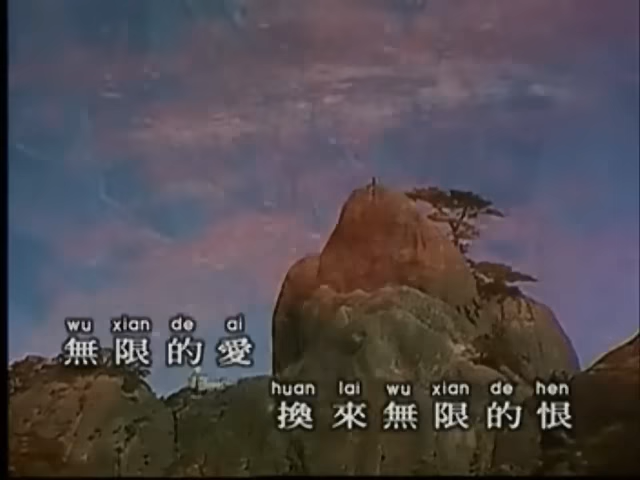 wu xian de ai
無限的愛
huan lai wu xian de hen
換來無限的恨